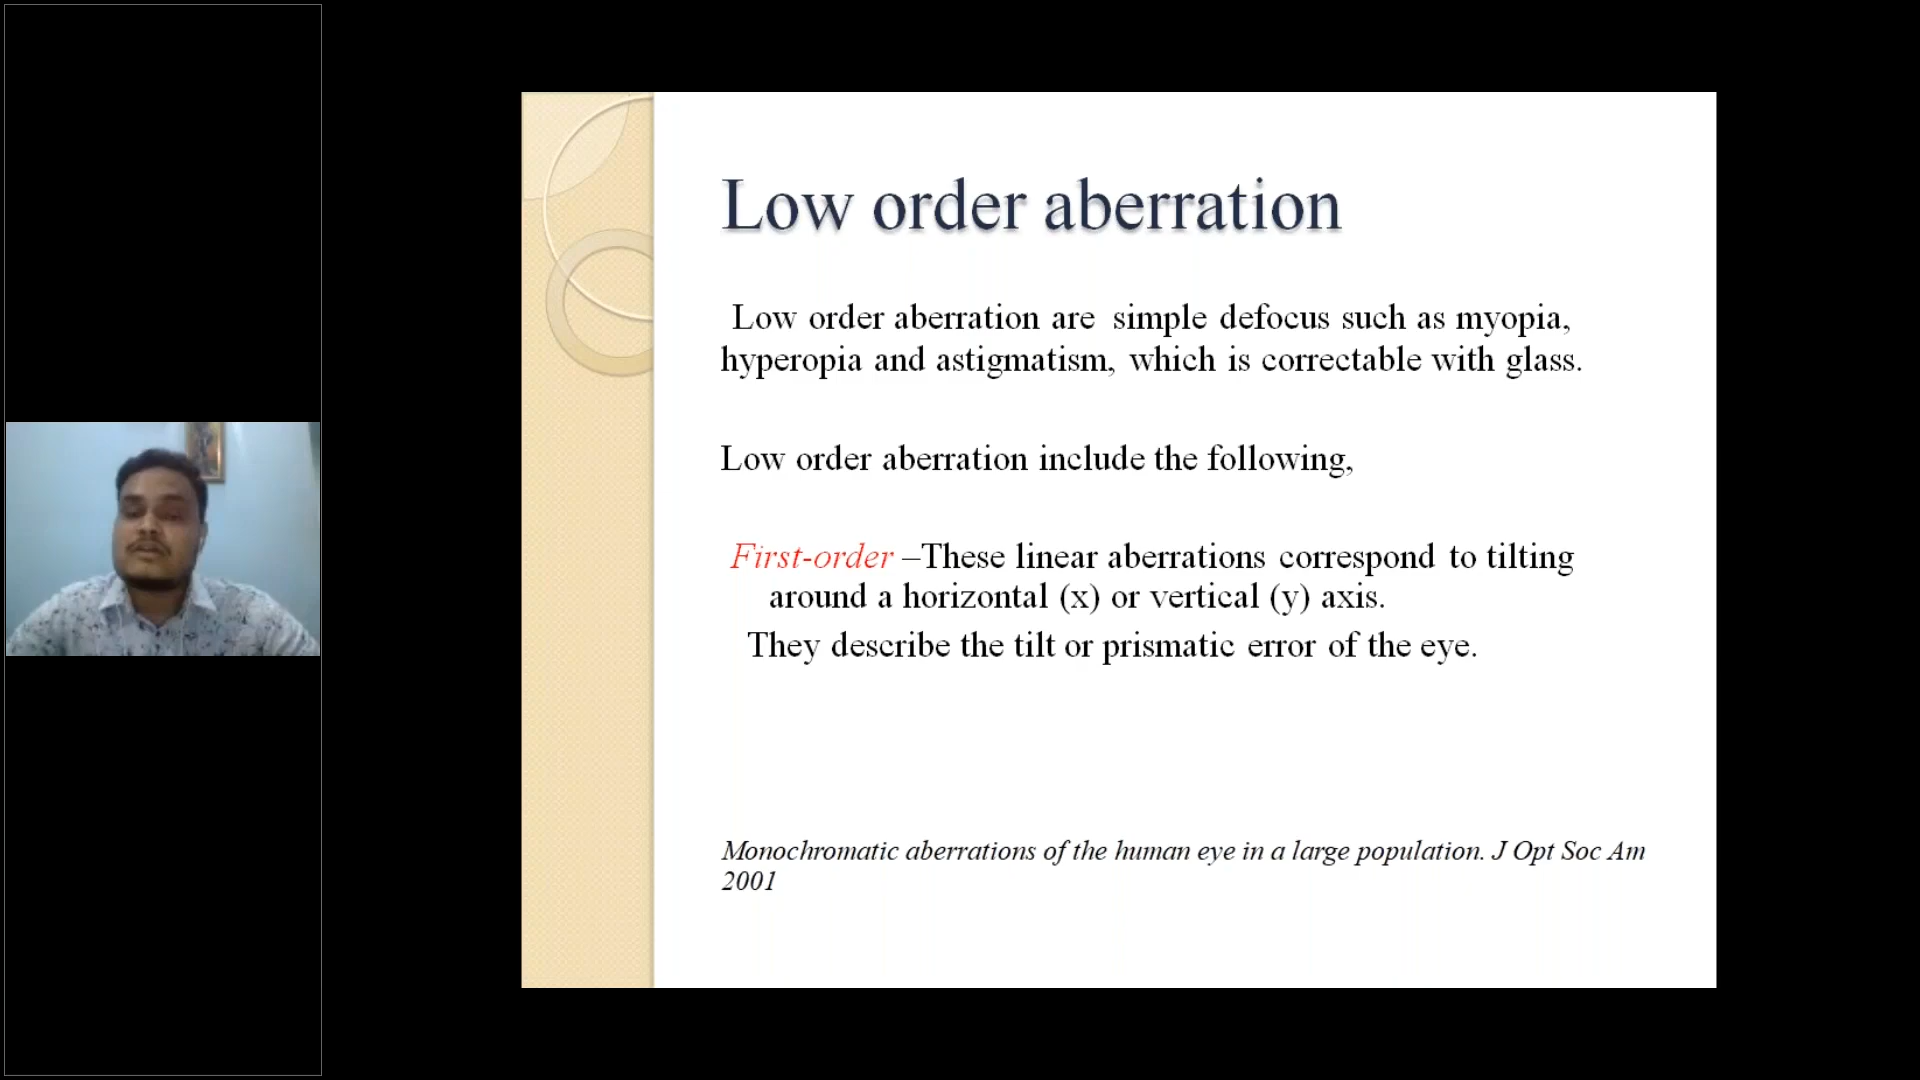 Low order aberration
Low order aberration are simple defocus such as myopia,
hyperopia and astigmatism, which is correctable with glass.
Low order aberration include the following,
First-order –These linear aberrations correspond to tilting
around a horizontal (x) or vertical (y) axis.
They describe the tilt or prismatic error of the eye.
Monochromatic aberrations of the human eye in a large population. J Opt Soc Am
2001